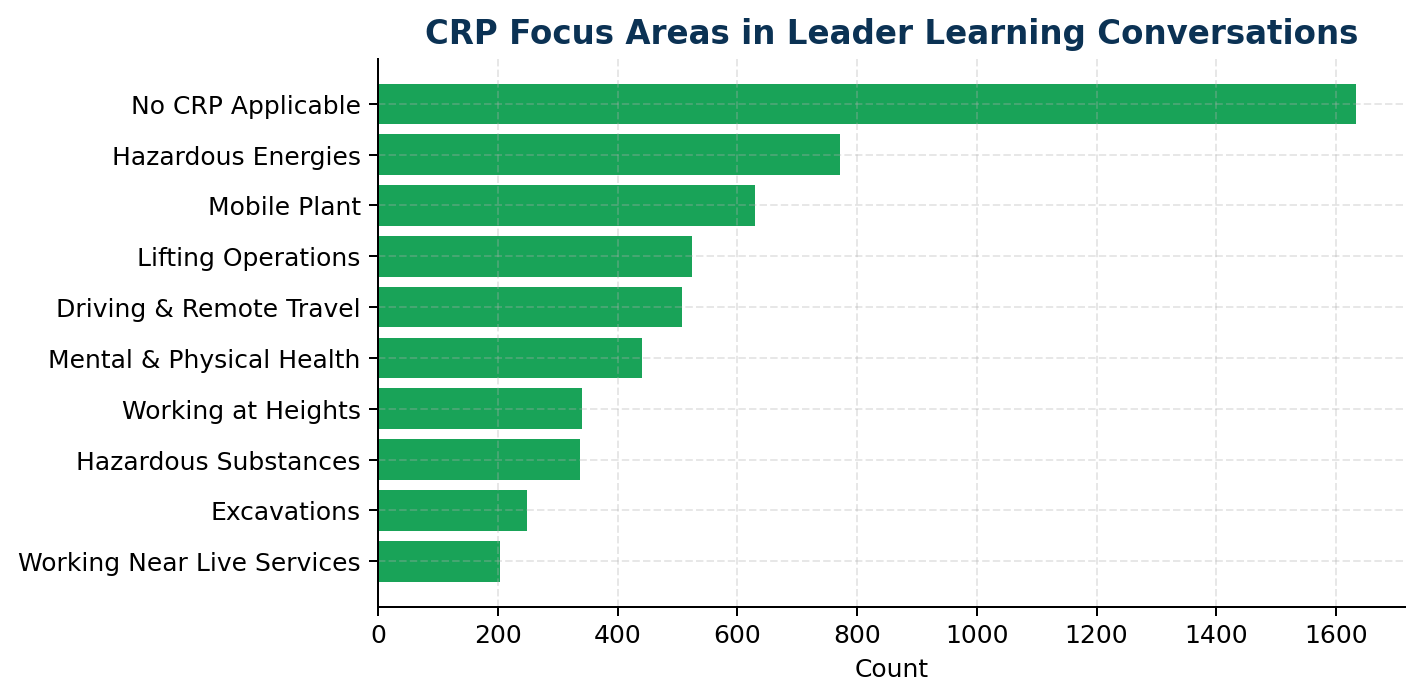 CRP Focus Areas in Leader Learning Conversations
No CRP Applicable
Hazardous Energies
Mobile Plant
Lifting Operations
Driving & Remote Travel
Mental & Physical Health
Working at Heights
Hazardous Substances
Excavations
Working Near Live Services
0 200 400 600 800 1000 1200 1400 1600
Count